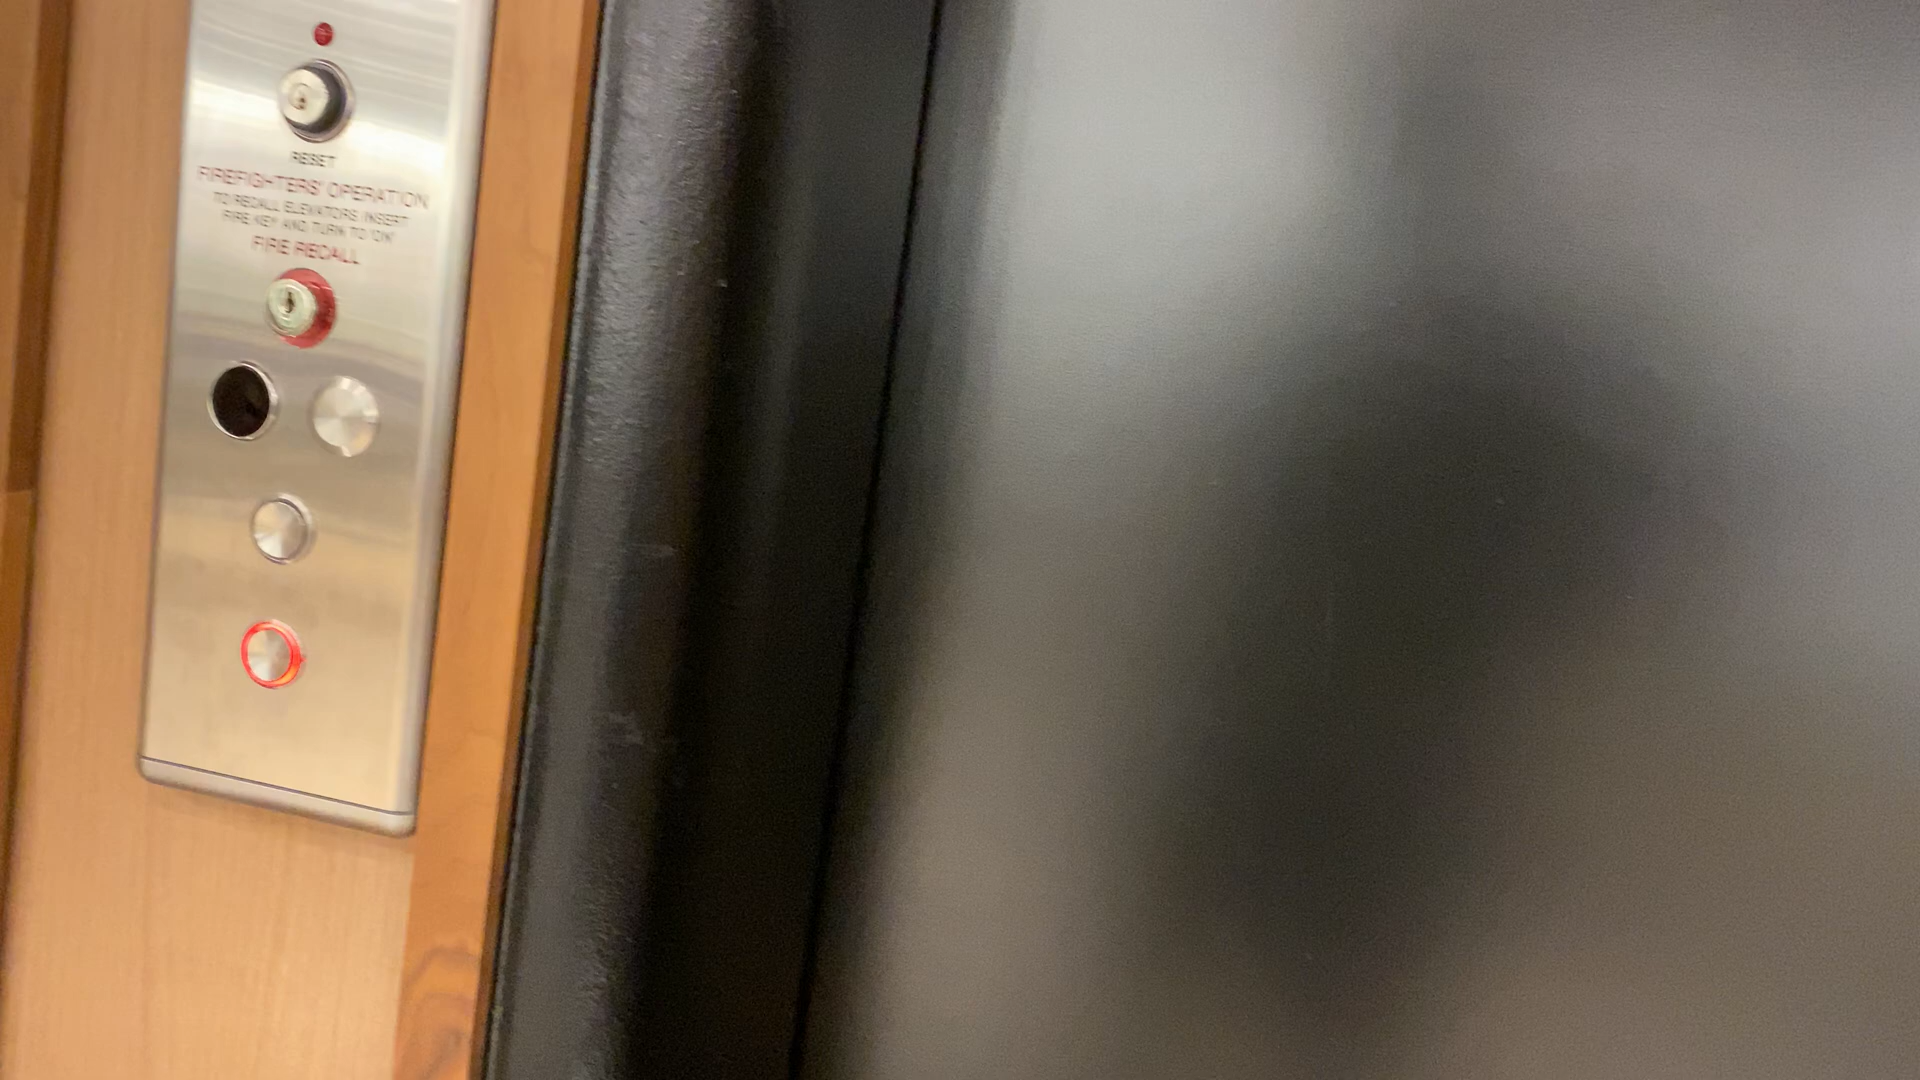 RESET
FIREFIGHTERS' OPERATION
TO RECALL ELEVATORS INSERT
FIRE KEY AND TURN TO 'ON'
FIRE RECALL